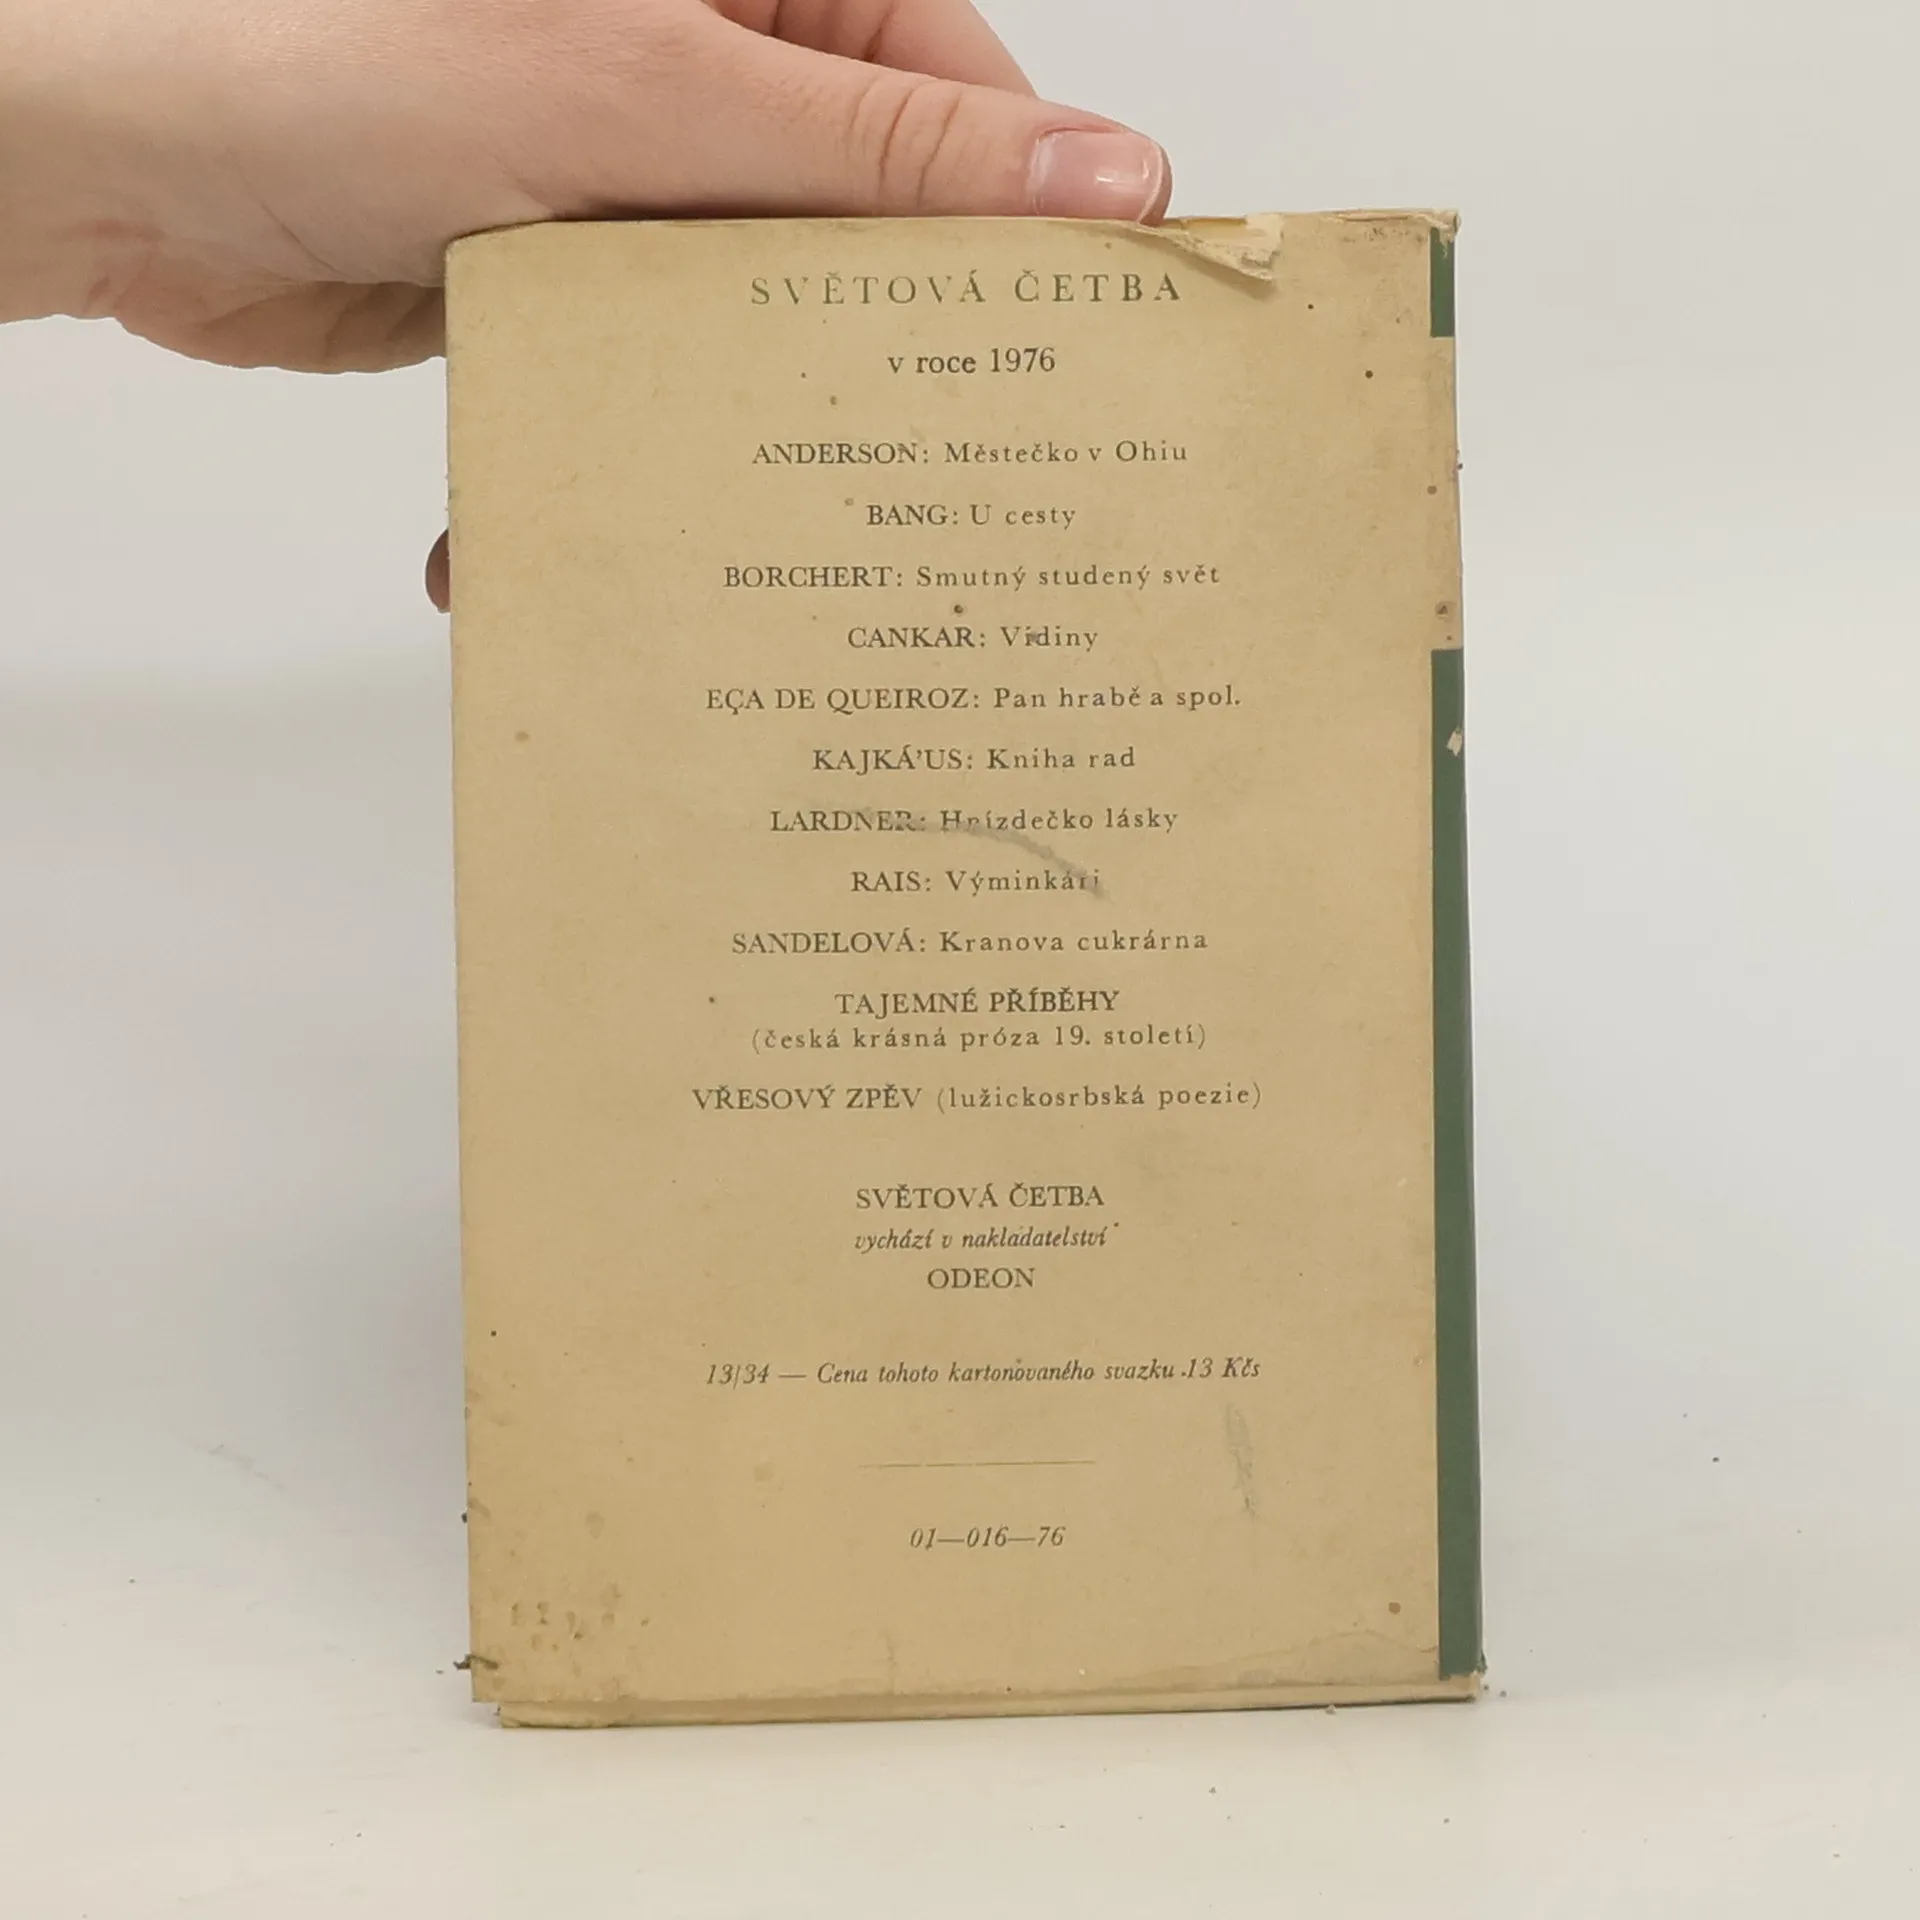 SVĚTOVÁ ČETBA
v roce 1976
ANDERSON: Městečko v Ohiu
BANG: U cesty
BORCHERT: Smutný studený svět
CANKAR: Vidiny
EÇA DE QUEIROZ: Pan hrabě a spol.
KAJKÁ'US: Kniha rad
LARDNER: Hnízdečko lásky
RAIS: Výminkáři
SANDELOVÁ: Kranova cukrárna
TAJEMNÉ PŘÍBĚHY
(česká krásná próza 19. století)
VŘESOVÝ ZPĚV (lužickosrbská poezie)
SVĚTOVÁ ČETBA
vychází v nakladatelství
ODEON
13/34 — Cena tohoto kartonovaného svazku 13 Kčs
01—016—76